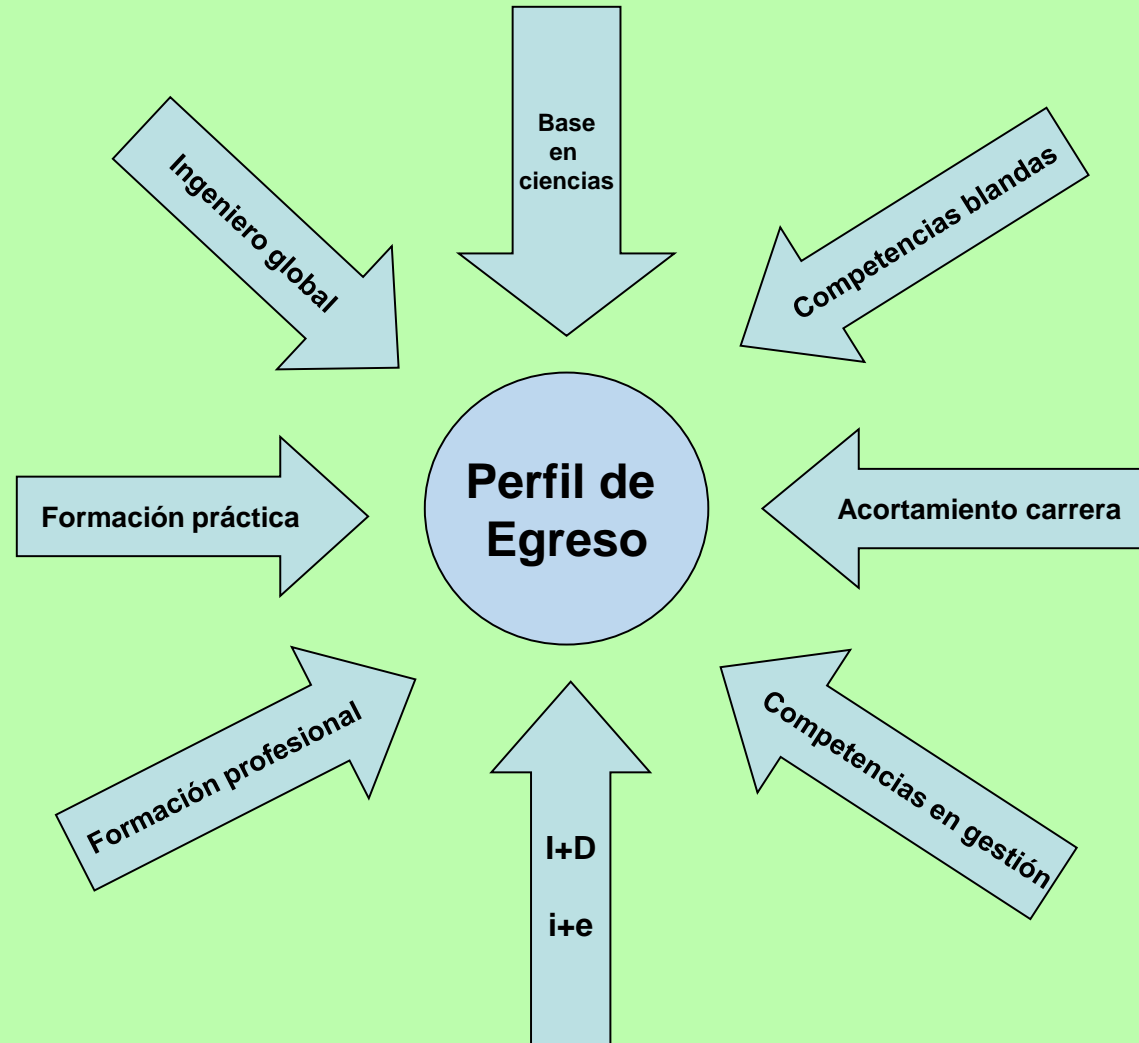 Base
en
ciencias
Ingeniero global
Competencias blandas
Perfil de
Egreso
Formación práctica
Acortamiento carrera
Formación profesional
Competencias en gestión
I+D
i+e